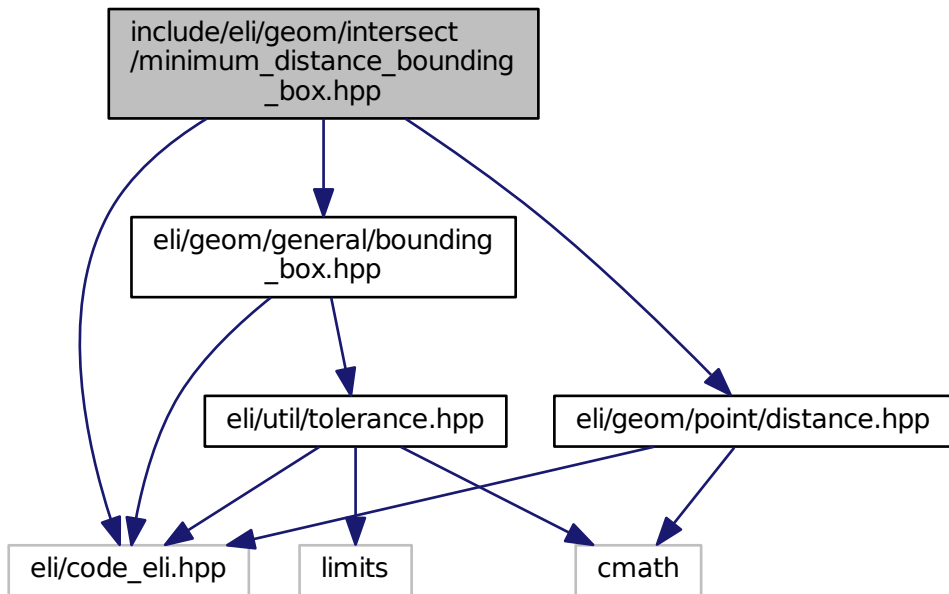 include/eli/geom/intersect
/minimum_distance_bounding
_box.hpp
eli/geom/general/bounding
_box.hpp
eli/util/tolerance.hpp
eli/geom/point/distance.hpp
eli/code_eli.hpp
limits
cmath